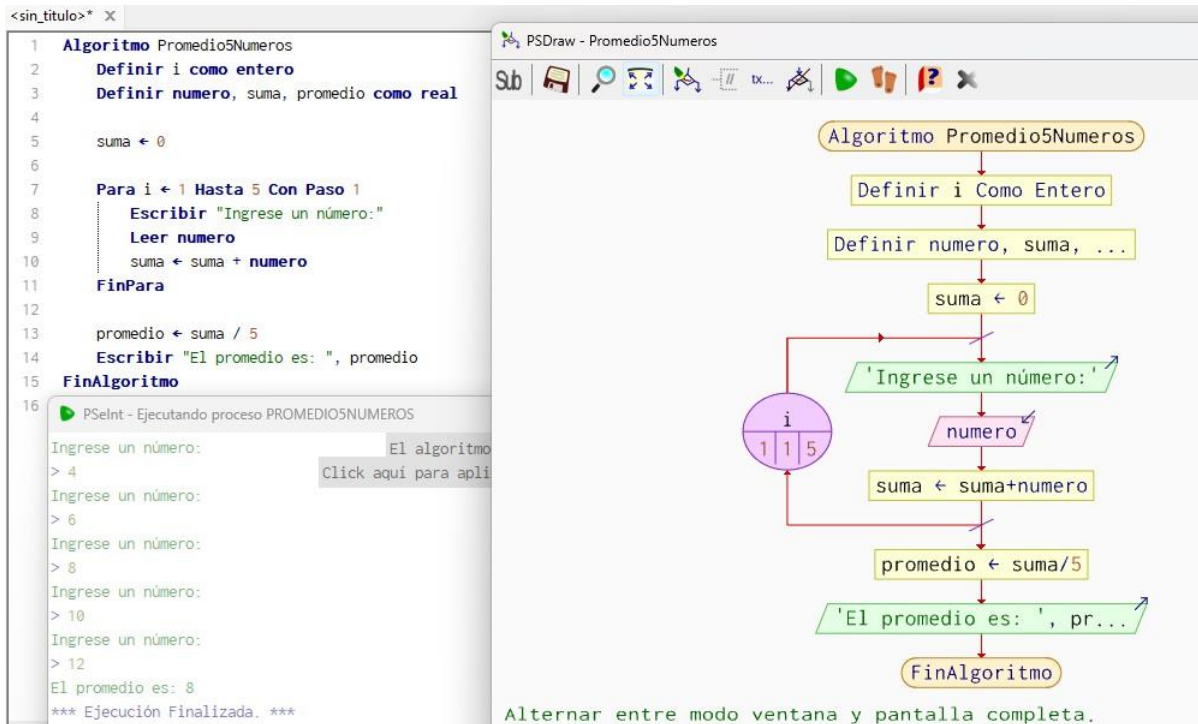 <sin_titulo>* X
1 Algoritmo Promedio5Numeros
2 Definir i como entero
3 Definir numero, suma, promedio como real
4
5 suma ← 0
6
7 Para i ← 1 Hasta 5 Con Paso 1
8 Escribir "Ingrese un número:"
9 Leer numero
10 suma ← suma + numero
11 FinPara
12
13 promedio ← suma / 5
14 Escribir "El promedio es: ", promedio
15 FinAlgoritmo
16
PSeInt - Ejecutando proceso PROMEDIO5NUMEROS
Ingrese un número:
El algoritmo
> 4
Click aquí para apli
Ingrese un número:
> 6
Ingrese un número:
> 8
Ingrese un número:
> 10
Ingrese un número:
> 12
El promedio es: 8
*** Ejecución Finalizada. ***
PSDraw - Promedio5Numeros
Sub
tx...
Algoritmo Promedio5Numeros
Definir i Como Entero
Definir numero, suma, ...
suma ← 0
'Ingrese un número:'
i
1 1 5
numero
suma ← suma+numero
promedio ← suma/5
'El promedio es: ', pr...
FinAlgoritmo
Alternar entre modo ventana y pantalla completa.